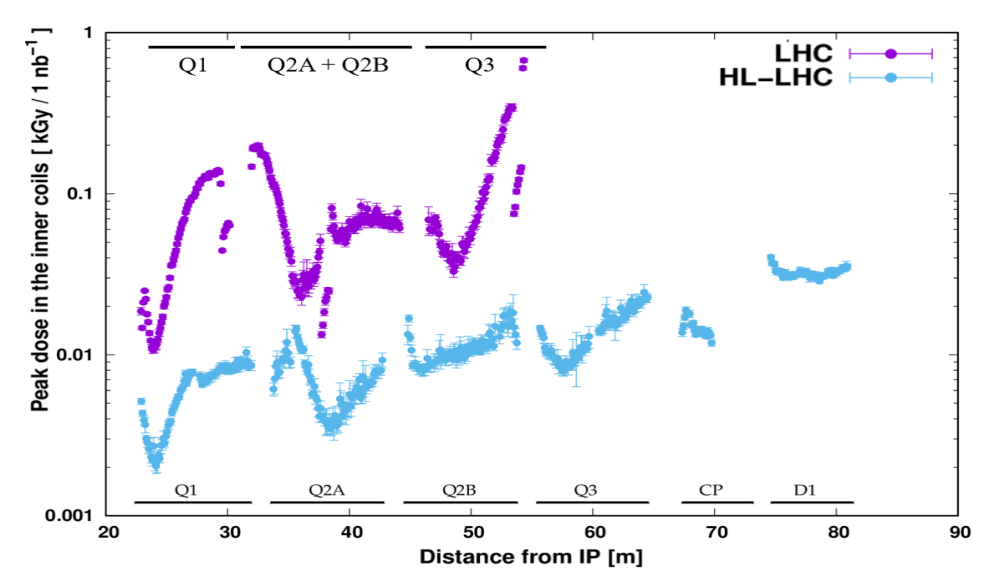 Peak dose in the inner coils [ kGy / 1 nb⁻¹ ]
1
0.1
0.01
0.001
Q1 Q2A + Q2B Q3
LHC
HL−LHC
Q1 Q2A Q2B Q3 CP D1
20 30 40 50 60 70 80 90
Distance from IP [m]